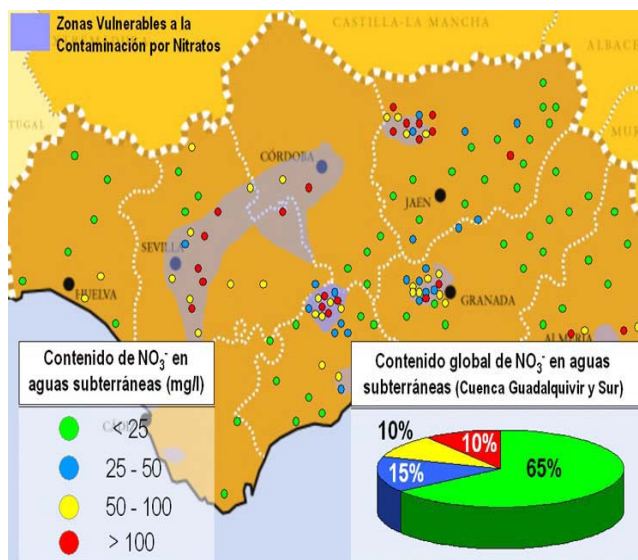 Zonas Vulnerables a la
Contaminación por Nitratos
CASTILLA-LA MANCHA
ALBACE
CÓRDOBA
JAEN
SEVILLA
HUELVA
GRANADA
ALMERIA
Contenido de NO₃⁻ en
aguas subterráneas (mg/l)
< 25
25 - 50
50 - 100
> 100
Contenido global de NO₃⁻ en aguas
subterráneas (Cuenca Guadalquivir y Sur)
10%
10%
15%
65%